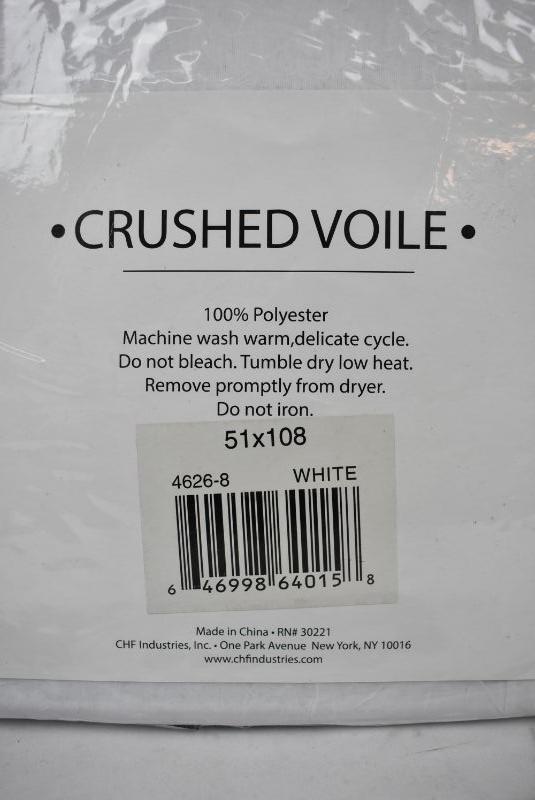 • CRUSHED VOILE •
100% Polyester
Machine wash warm,delicate cycle.
Do not bleach. Tumble dry low heat.
Remove promptly from dryer.
Do not iron.
51x108
4626-8 WHITE
6 46998 64015 8
Made in China • RN# 30221
CHF Industries, Inc. • One Park Avenue New York, NY 10016
www.chfindustries.com